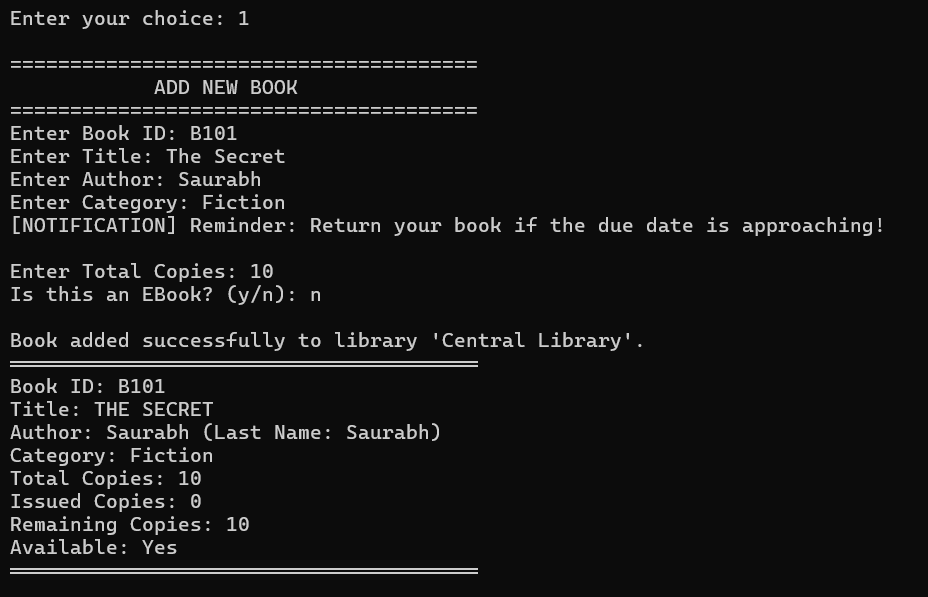 Enter your choice: 1
=======================================
ADD NEW BOOK
=======================================
Enter Book ID: B101
Enter Title: The Secret
Enter Author: Saurabh
Enter Category: Fiction
[NOTIFICATION] Reminder: Return your book if the due date is approaching!
Enter Total Copies: 10
Is this an EBook? (y/n): n
Book added successfully to library 'Central Library'.
═══════════════════════════════════════
Book ID: B101
Title: THE SECRET
Author: Saurabh (Last Name: Saurabh)
Category: Fiction
Total Copies: 10
Issued Copies: 0
Remaining Copies: 10
Available: Yes
═══════════════════════════════════════